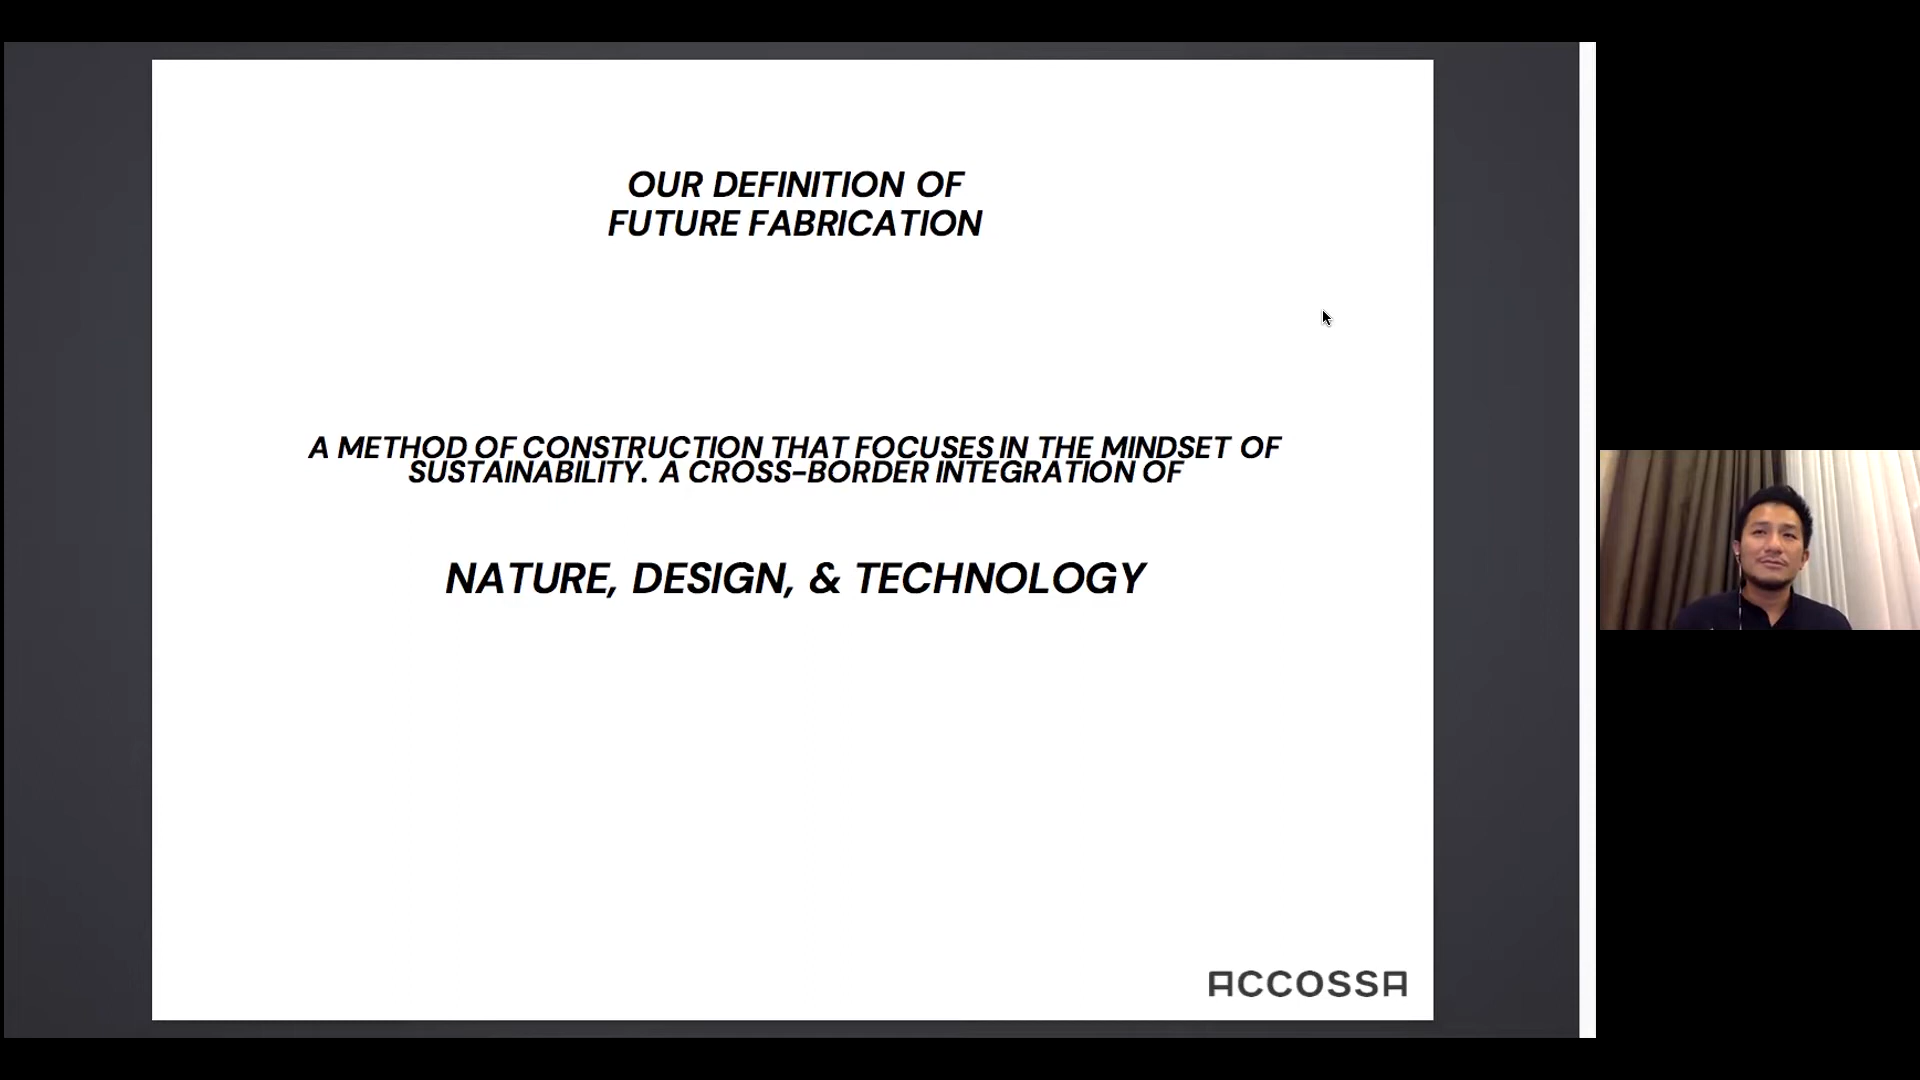 OUR DEFINITION OF
FUTURE FABRICATION
A METHOD OF CONSTRUCTION THAT FOCUSES IN THE MINDSET OF
SUSTAINABILITY. A CROSS-BORDER INTEGRATION OF
NATURE, DESIGN, & TECHNOLOGY
ACCOSSA